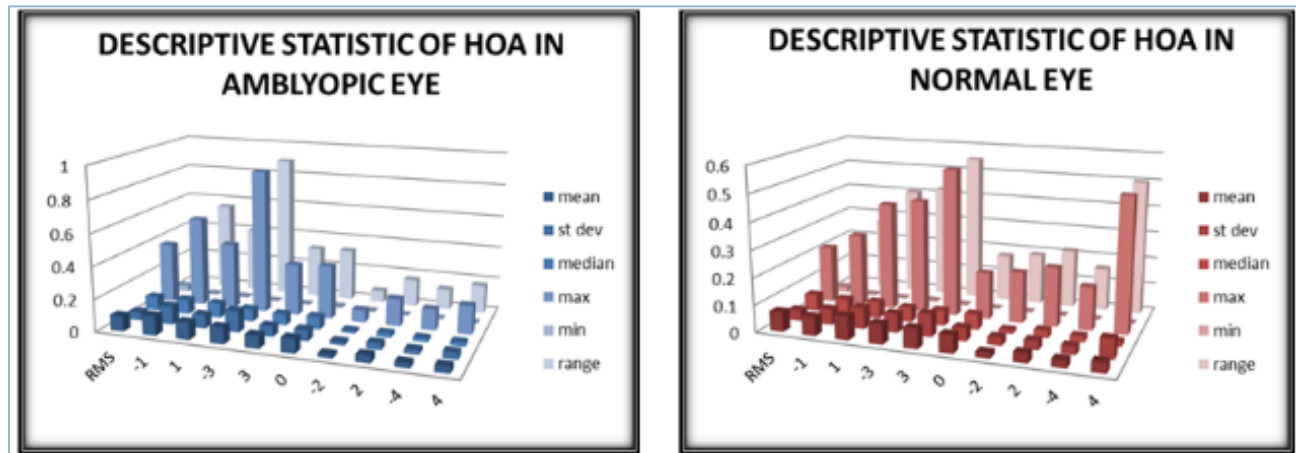 DESCRIPTIVE STATISTIC OF HOA IN
AMBLYOPIC EYE
1
0.8
0.6
0.4
0.2
0
RMS
-1
1
-3
3
0
-2
2
-4
4
mean
st dev
median
max
min
range
DESCRIPTIVE STATISTIC OF HOA IN
NORMAL EYE
0.6
0.5
0.4
0.3
0.2
0.1
0
RMS
-1
1
-3
3
0
-2
2
-4
4
mean
st dev
median
max
min
range